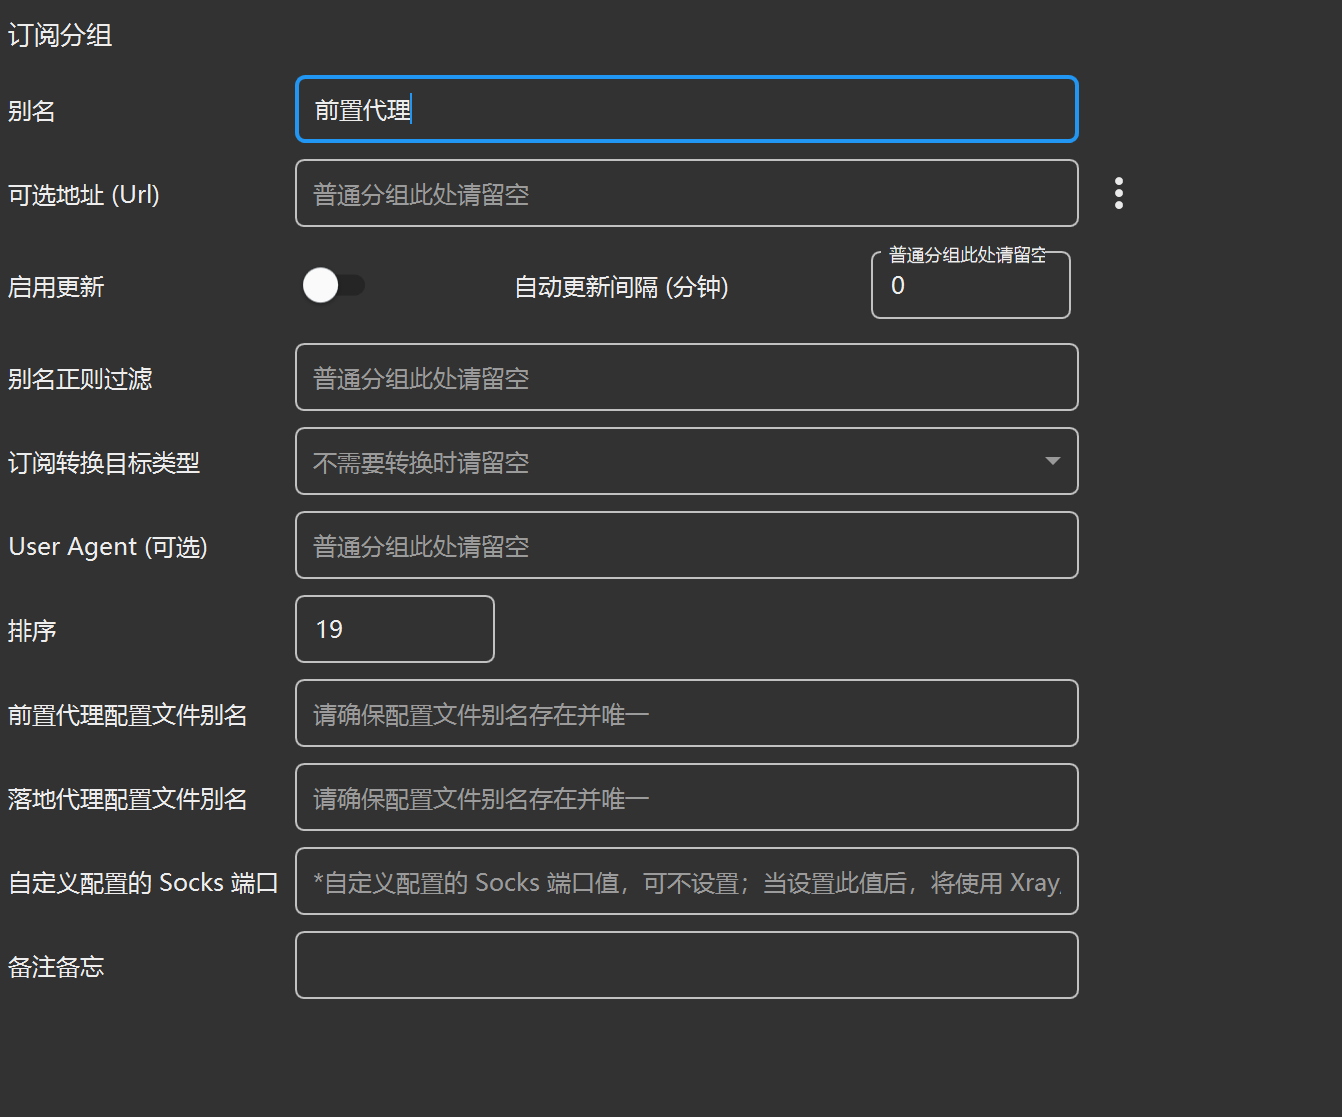 订阅分组
别名
前置代理
可选地址 (Url)
普通分组此处请留空
启用更新
自动更新间隔 (分钟)
普通分组此处请留空
0
别名正则过滤
普通分组此处请留空
订阅转换目标类型
不需要转换时请留空
User Agent (可选)
普通分组此处请留空
排序
19
前置代理配置文件别名
请确保配置文件别名存在并唯一
落地代理配置文件別名
请确保配置文件别名存在并唯一
自定义配置的 Socks 端口
*自定义配置的 Socks 端口值，可不设置；当设置此值后，将使用 Xray
备注备忘